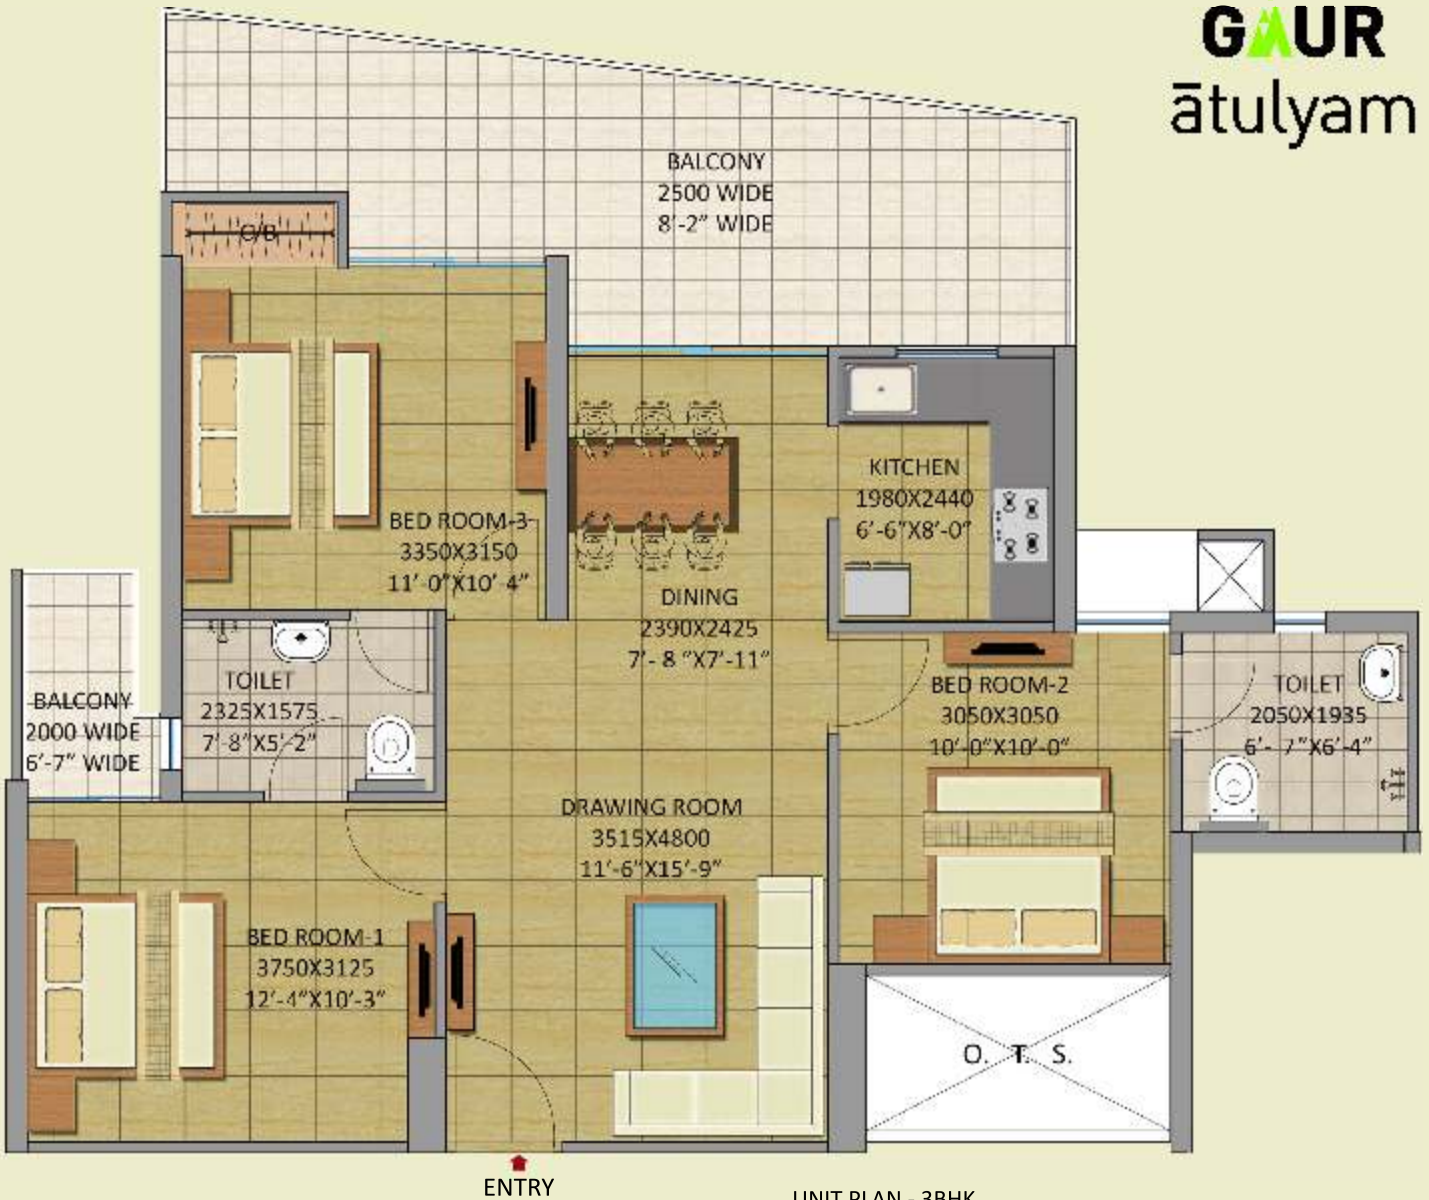 GAUR
ātulyam
BALCONY
2500 WIDE
8'-2" WIDE
C/B
BED ROOM-3
3350X3150
11'-0"X10'-4"
KITCHEN
1980X2440
6'-6"X8'-0"
DINING
2390X2425
7'- 8 "X7'-11"
BALCONY
2000 WIDE
6'-7" WIDE
TOILET
2325X1575
7'-8"X5'-2"
BED ROOM-2
3050X3050
10'-0"X10'-0"
TOILET
2050X1935
6'- 7"X6'-4"
DRAWING ROOM
3515X4800
11'-6"X15'-9"
BED ROOM-1
3750X3125
12'-4"X10'-3"
O. T. S.
ENTRY
UNIT PLAN - 3BHK